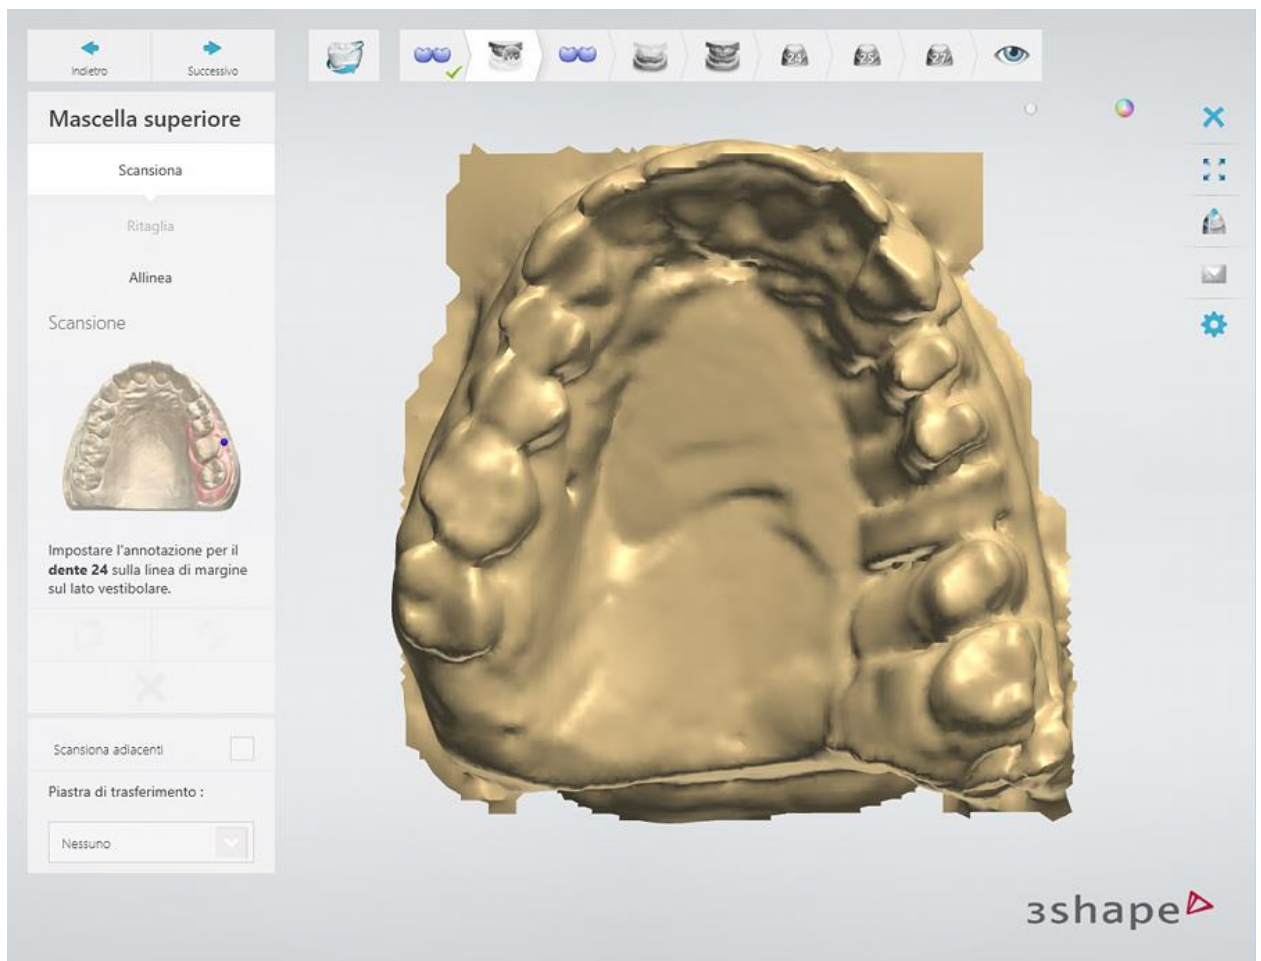 Indietro
Successivo
24
25
27
Mascella superiore
Scansiona
Ritaglia
Allinea
Scansione
Impostare l'annotazione per il
dente 24 sulla linea di margine
sul lato vestibolare.
Scansiona adiacenti
Piastra di trasferimento :
Nessuno
3shape